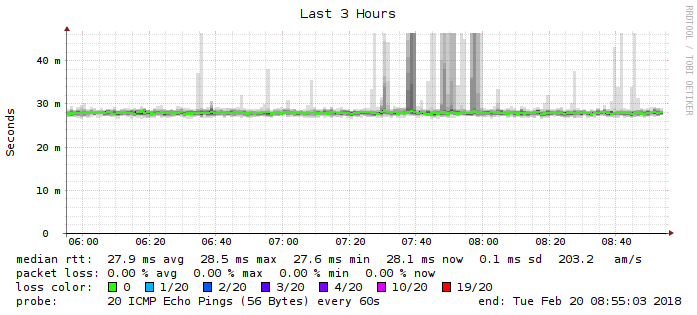 Last 3 Hours
RRDTOOL / TOBI OETIKER
Seconds
40 m
30 m
20 m
10 m
0
06:00 06:20 06:40 07:00 07:20 07:40 08:00 08:20 08:40
median rtt: 27.9 ms avg 28.5 ms max 27.6 ms min 28.1 ms now 0.1 ms sd 203.2 am/s
packet loss: 0.00 % avg 0.00 % max 0.00 % min 0.00 % now
loss color: 0 1/20 2/20 3/20 4/20 10/20 19/20
probe: 20 ICMP Echo Pings (56 Bytes) every 60s end: Tue Feb 20 08:55:03 2018